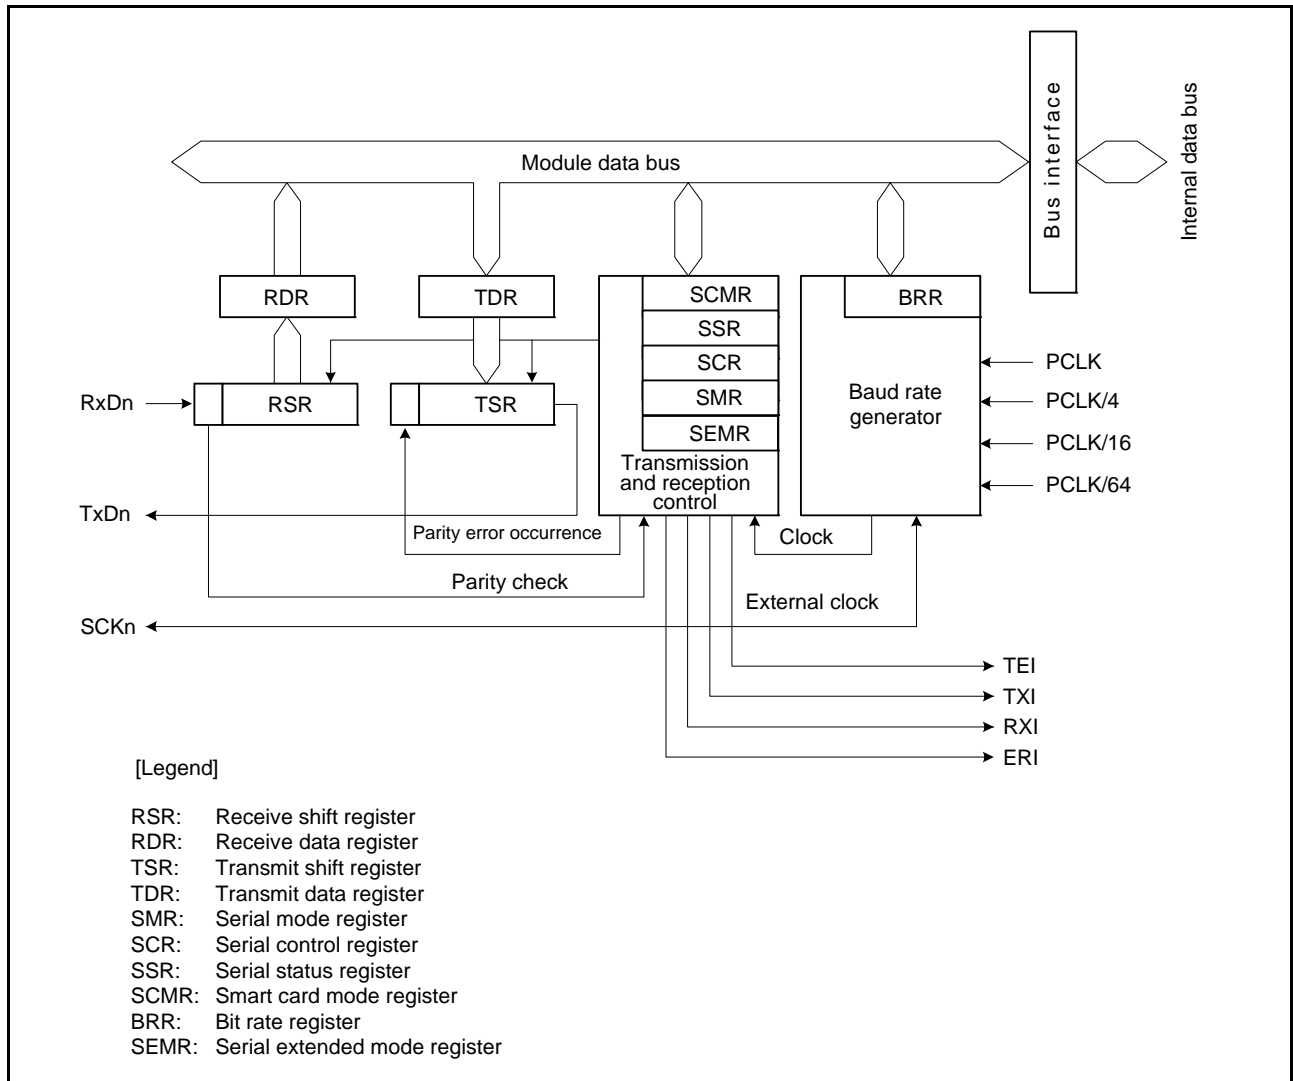 Bus interface
Internal data bus
Module data bus
RDR
TDR
SCMR
SSR
SCR
SMR
SEMR
Transmission
and reception
control
BRR
Baud rate
generator
PCLK
PCLK/4
PCLK/16
PCLK/64
RxDn
RSR
TSR
TxDn
Parity error occurrence
Clock
Parity check
External clock
SCKn
TEI
TXI
RXI
ERI
[Legend]
RSR: Receive shift register
RDR: Receive data register
TSR: Transmit shift register
TDR: Transmit data register
SMR: Serial mode register
SCR: Serial control register
SSR: Serial status register
SCMR: Smart card mode register
BRR: Bit rate register
SEMR: Serial extended mode register